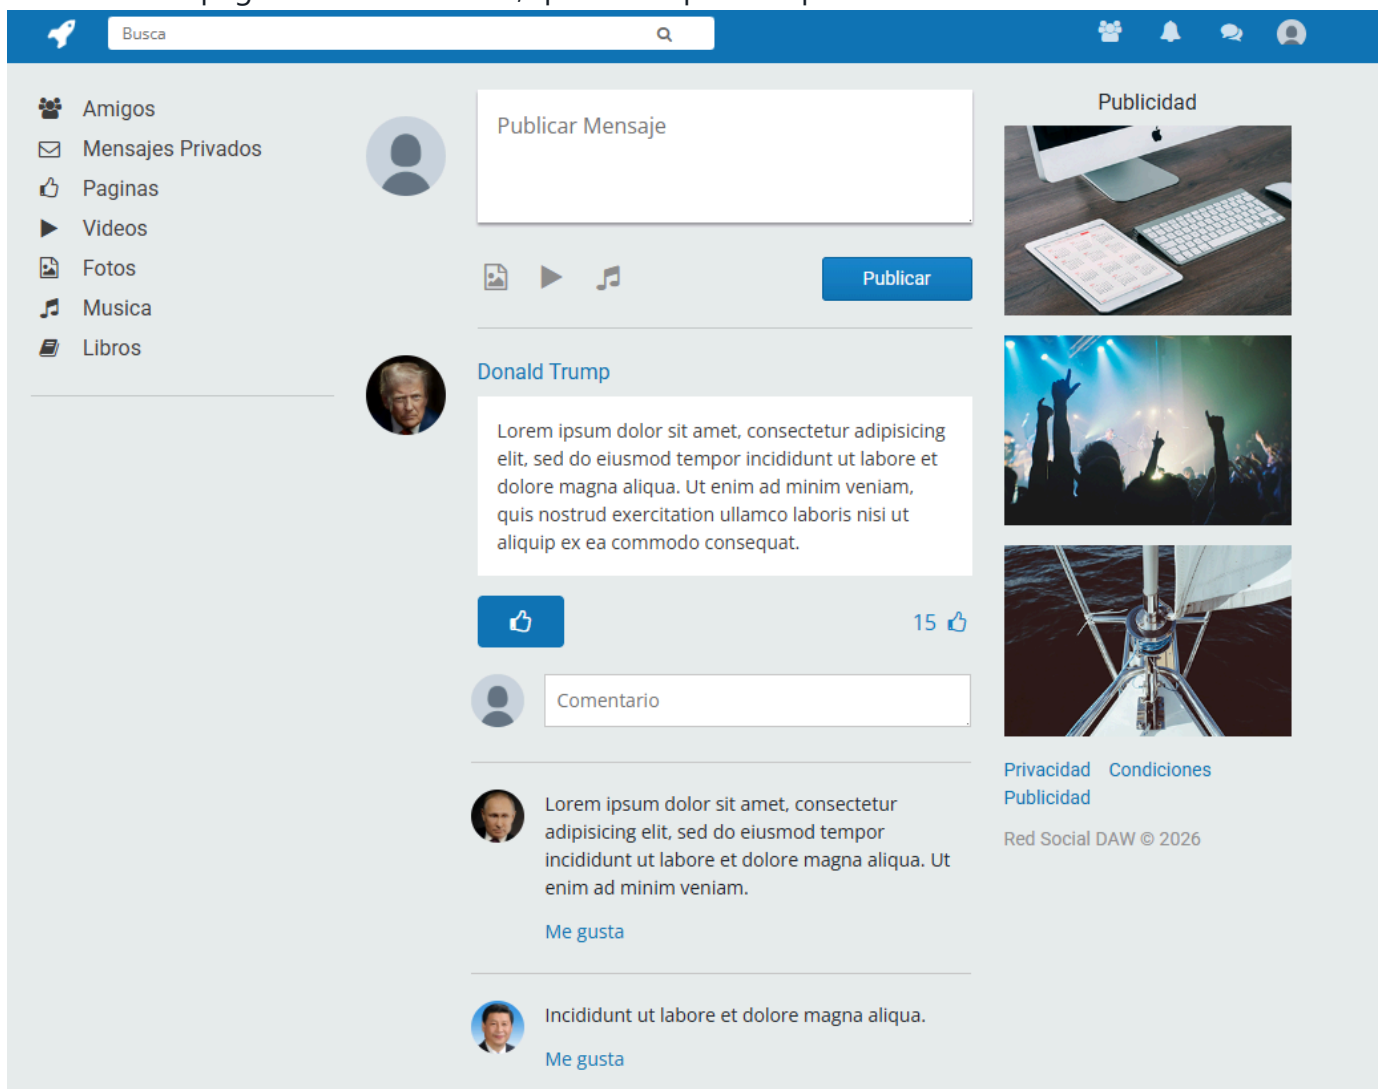 Busca
Amigos
Mensajes Privados
Paginas
Videos
Fotos
Musica
Libros
Publicar Mensaje
Publicar
Donald Trump
Lorem ipsum dolor sit amet, consectetur adipisicing
elit, sed do eiusmod tempor incididunt ut labore et
dolore magna aliqua. Ut enim ad minim veniam,
quis nostrud exercitation ullamco laboris nisi ut
aliquip ex ea commodo consequat.
15
Comentario
Lorem ipsum dolor sit amet, consectetur
adipisicing elit, sed do eiusmod tempor
incididunt ut labore et dolore magna aliqua. Ut
enim ad minim veniam.
Me gusta
Incididunt ut labore et dolore magna aliqua.
Me gusta
Publicidad
Privacidad Condiciones
Publicidad
Red Social DAW © 2026